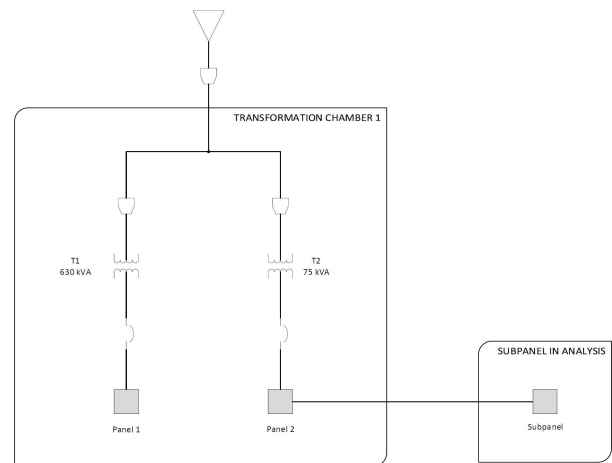 TRANSFORMATION CHAMBER 1
T1
630 kVA
T2
75 kVA
SUBPANEL IN ANALYSIS
Panel 1
Panel 2
Subpanel